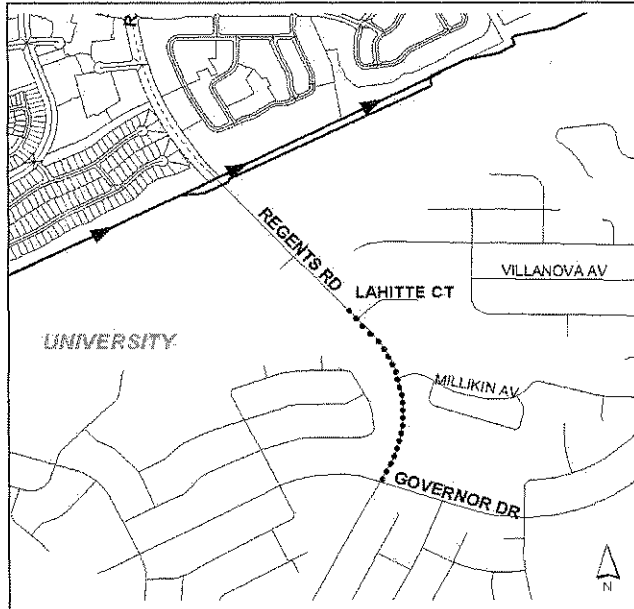 R
REGENTS RD
LAHITTE CT
VILLANOVA AV
UNIVERSITY
MILLIKIN AV
GOVERNOR DR
N